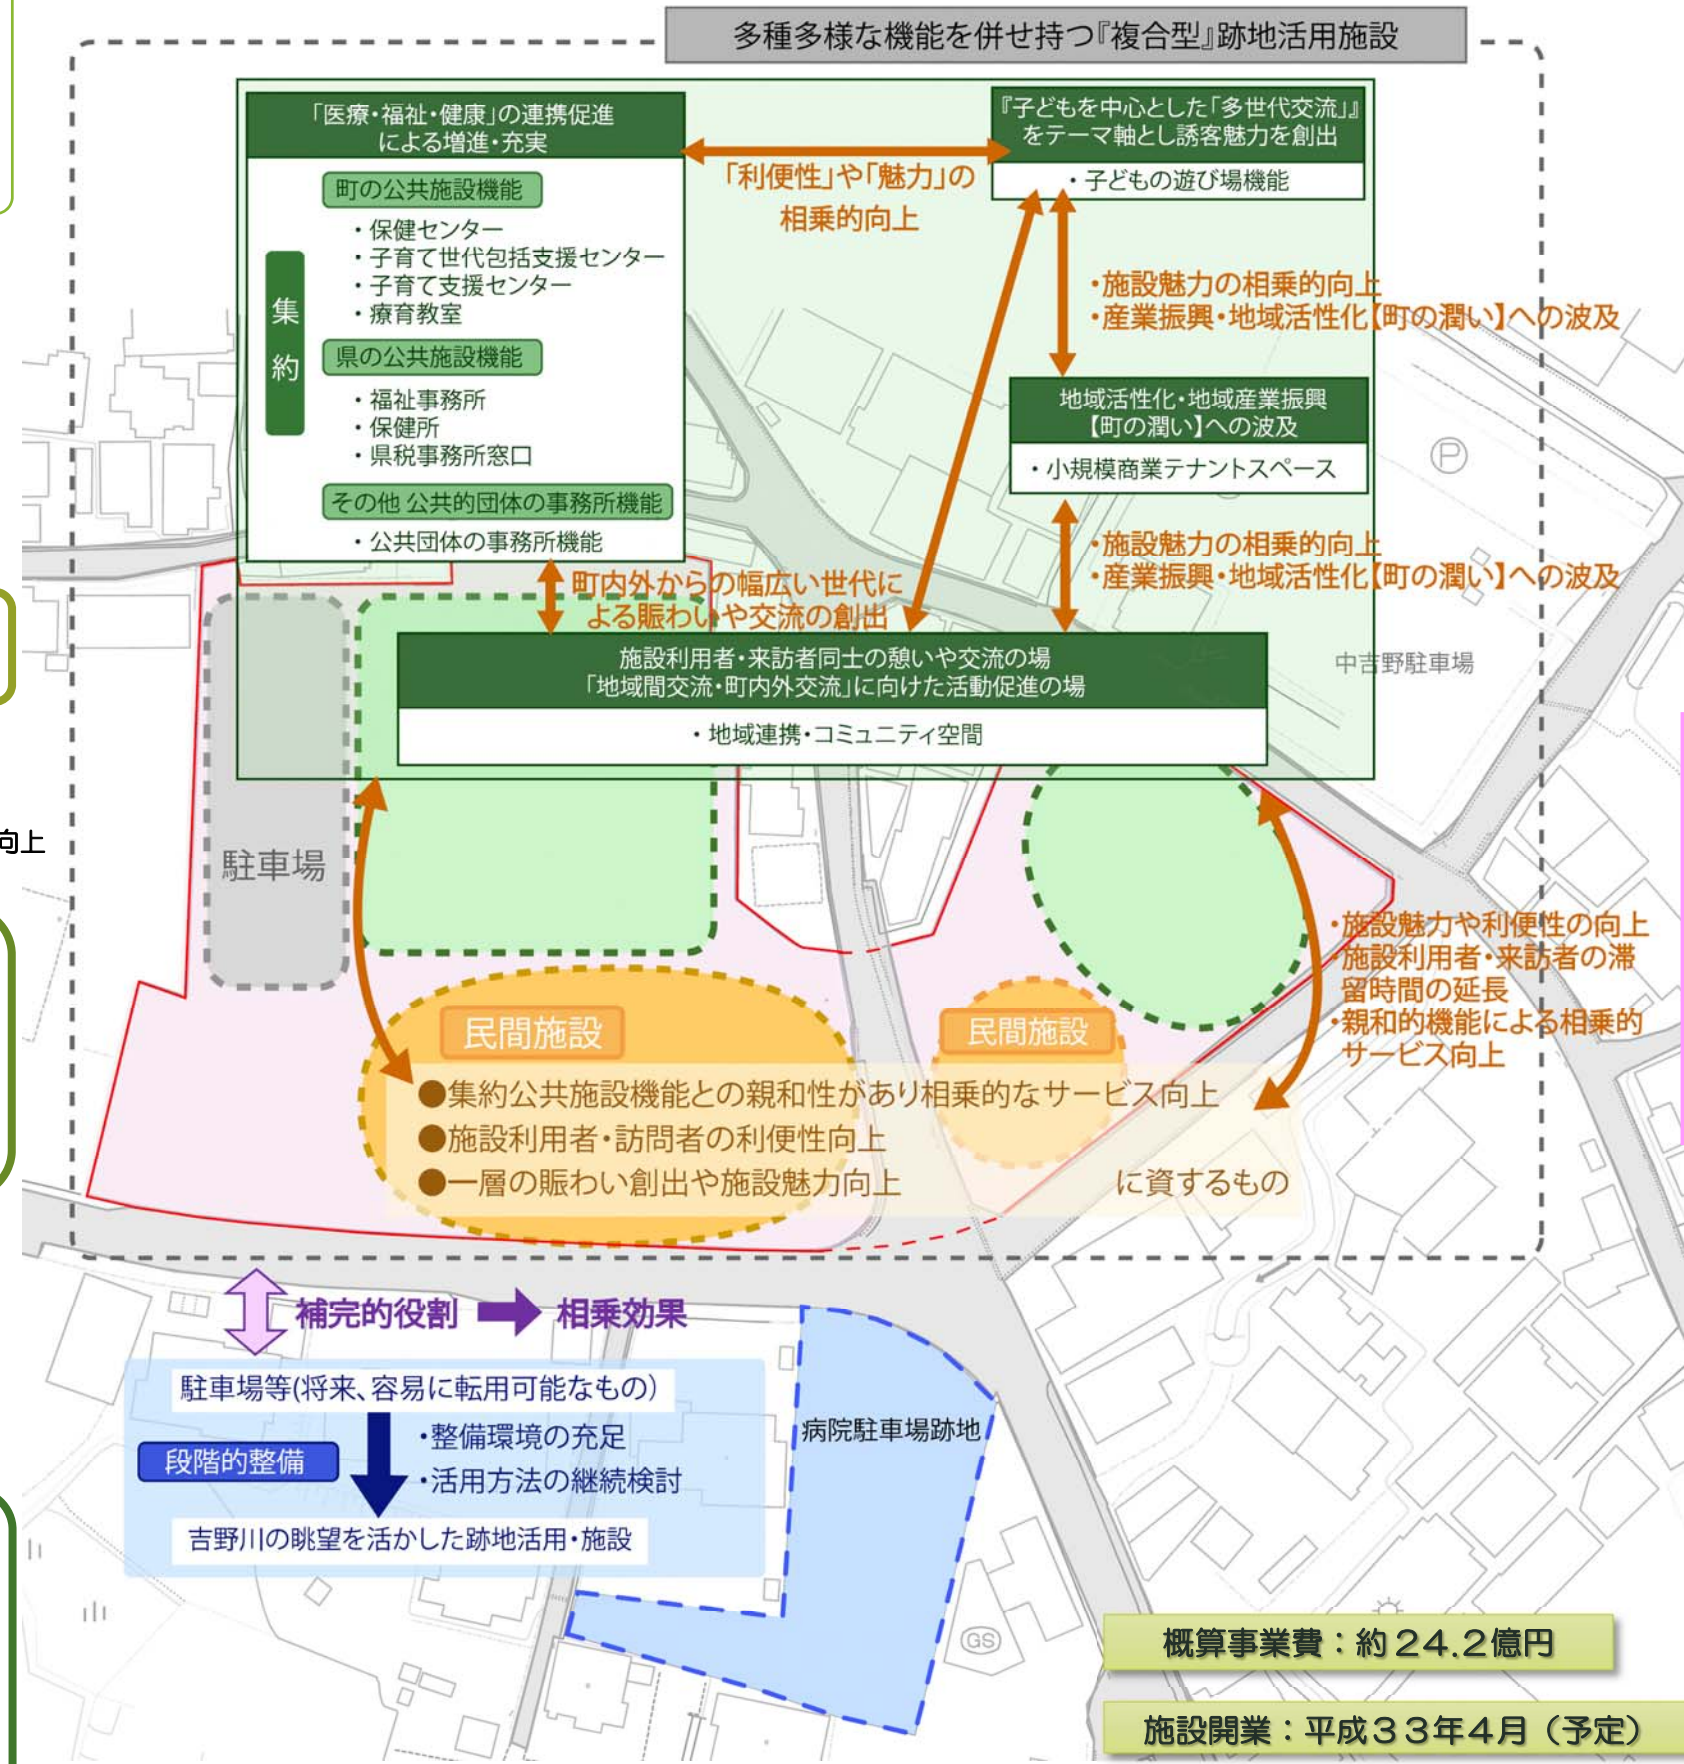 多種多様な機能を併せ持つ『複合型』跡地活用施設
「医療・福祉・健康」の連携促進
による増進・充実
町の公共施設機能
・保健センター
・子育て世代包括支援センター
・子育て支援センター
・療育教室
集約
県の公共施設機能
・福祉事務所
・保健所
・県税事務所窓口
その他 公共的団体の事務所機能
・公共団体の事務所機能
「利便性」や「魅力」の
相乗的向上
『子どもを中心とした「多世代交流」』
をテーマ軸とし誘客魅力を創出
・子どもの遊び場機能
・施設魅力の相乗的向上
・産業振興・地域活性化【町の潤い】への波及
地域活性化・地域産業振興
【町の潤い】への波及
・小規模商業テナントスペース
P
・施設魅力の相乗的向上
・産業振興・地域活性化【町の潤い】への波及
町内外からの幅広い世代に
よる賑わいや交流の創出
施設利用者・来訪者同士の憩いや交流の場
「地域間交流・町内外交流」に向けた活動促進の場
・地域連携・コミュニティ空間
中吉野駐車場
向上
駐車場
・施設魅力や利便性の向上
・施設利用者・来訪者の滞
留時間の延長
・親和的機能による相乗的
サービス向上
民間施設
民間施設
●集約公共施設機能との親和性があり相乗的なサービス向上
●施設利用者・訪問者の利便性向上
●一層の賑わい創出や施設魅力向上 に資するもの
補完的役割 相乗効果
駐車場等(将来、容易に転用可能なもの）
段階的整備
・整備環境の充足
・活用方法の継続検討
吉野川の眺望を活かした跡地活用・施設
病院駐車場跡地
GS
概算事業費：約24.2億円
施設開業：平成33年4月（予定）